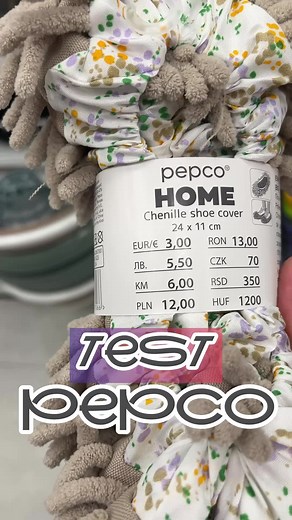 pepco®
HOME
Chenille shoe cover
24 x 11 cm
EUR/€ 3,00 RON 13,00
ЛВ. 5,50 CZK 70
KM 6,00 RSD 350
PLN 12,00 HUF 1200
TEST
pepco